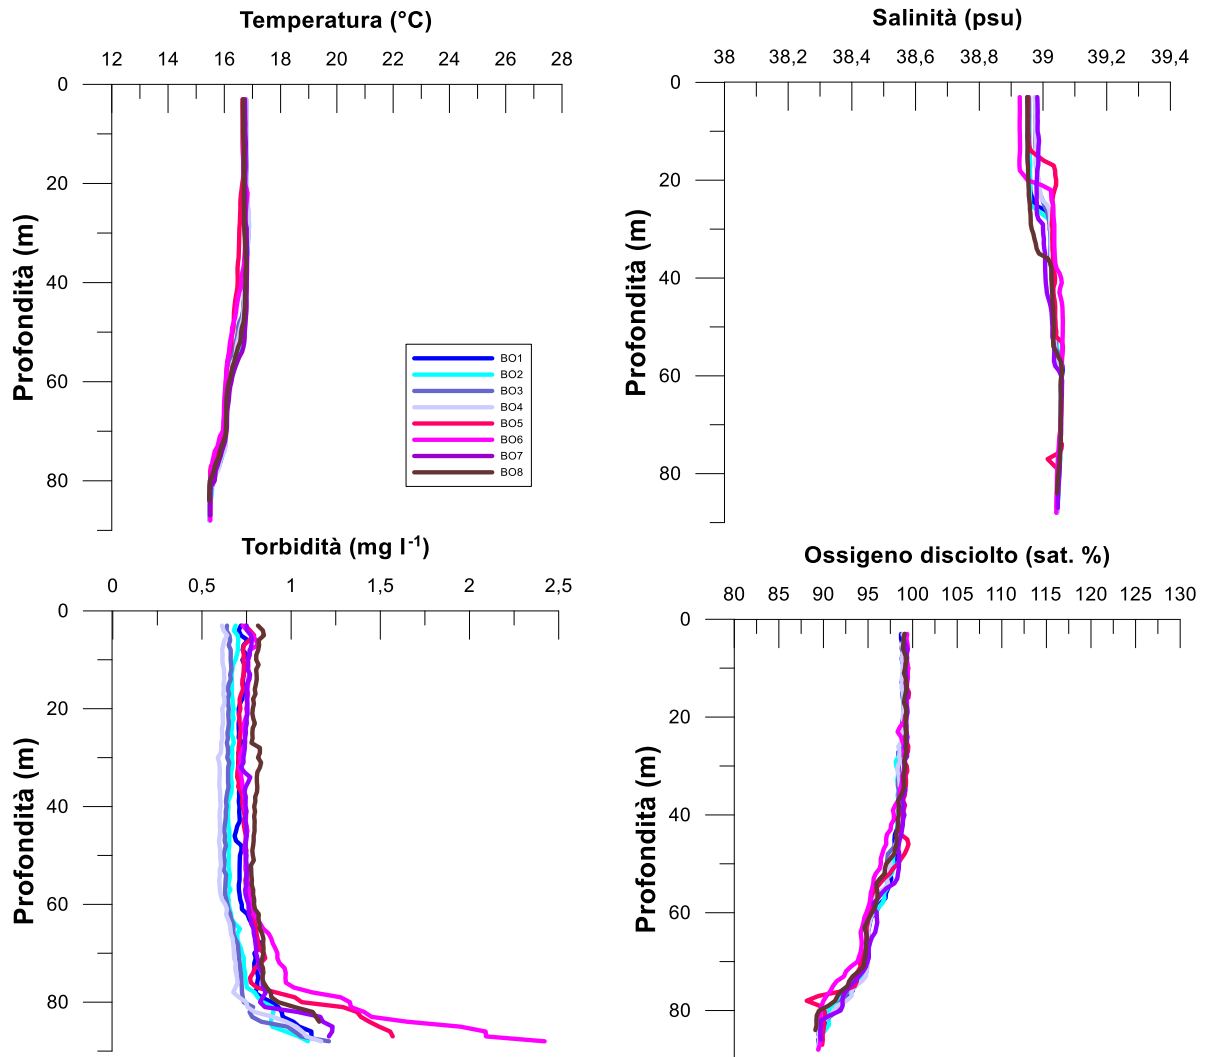 Temperatura (°C)
12 14 16 18 20 22 24 26 28
0
20
40
60
80
Profondità (m)
BO1
BO2
BO3
BO4
BO5
BO6
BO7
BO8
Salinità (psu)
38 38,2 38,4 38,6 38,8 39 39,2 39,4
0
20
40
60
80
Profondità (m)
Torbidità (mg l-1)
0 0,5 1 1,5 2 2,5
0
20
40
60
80
Profondità (m)
Ossigeno disciolto (sat. %)
80 85 90 95 100 105 110 115 120 125 130
0
20
40
60
80
Profondità (m)